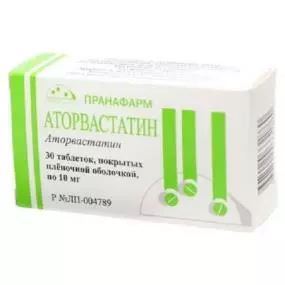 ПРАНАФАРМ
АТОРВАСТАТИН
Аторвастатин
30 таблеток, покрытых
плёночной оболочкой,
по 10 мг
Р №ЛП-004789